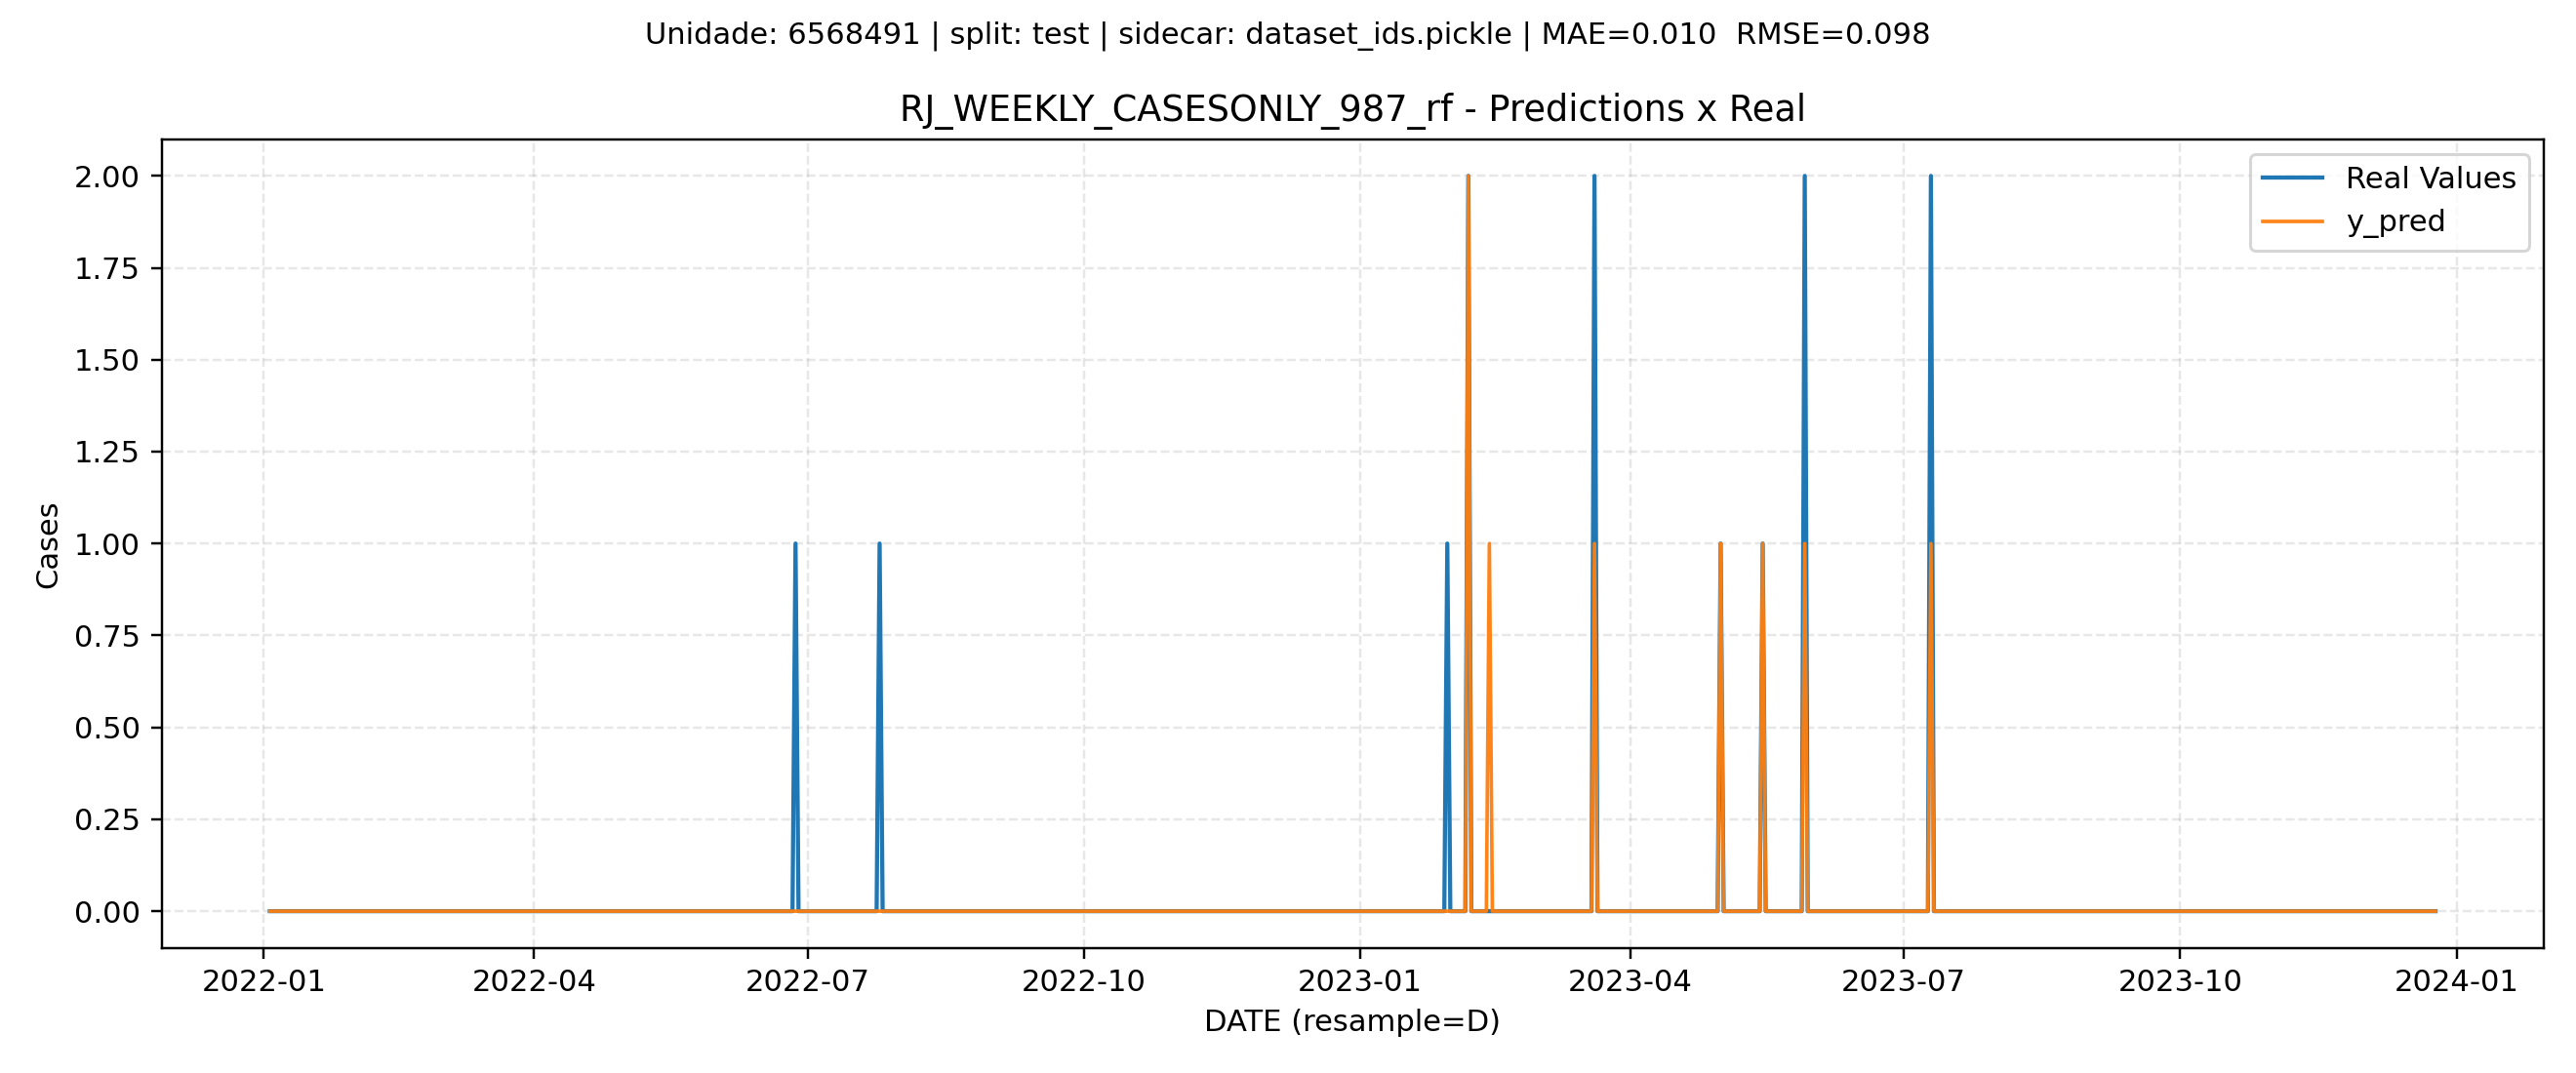 Unidade: 6568491 | split: test | sidecar: dataset_ids.pickle | MAE=0.010  RMSE=0.098
RJ_WEEKLY_CASESONLY_987_rf - Predictions x Real
Real Values
y_pred
Cases
2.00
1.75
1.50
1.25
1.00
0.75
0.50
0.25
0.00
2022-01 2022-04 2022-07 2022-10 2023-01 2023-04 2023-07 2023-10 2024-01
DATE (resample=D)